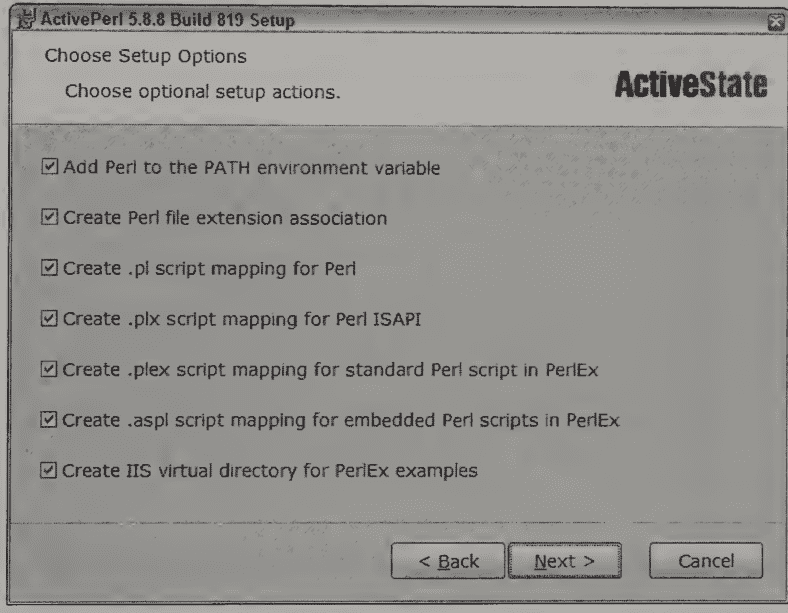 ActivePerl 5.8.8 Build 819 Setup
Choose Setup Options
Choose optional setup actions.
ActiveState
Add Perl to the PATH environment variable
Create Perl file extension association
Create .pl script mapping for Perl
Create .plx script mapping for Perl ISAPI
Create .plex script mapping for standard Perl script in PerlEx
Create .aspl script mapping for embedded Perl scripts in PerlEx
Create IIS virtual directory for PerlEx examples
< Back Next > Cancel